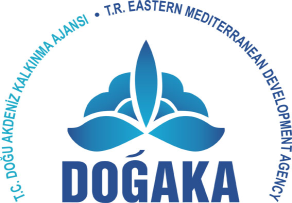 T.C. DOĞU AKDENİZ KALKINMA AJANSI • T.R. EASTERN MEDITERRANEAN DEVELOPMENT AGENCY
DOĞAKA